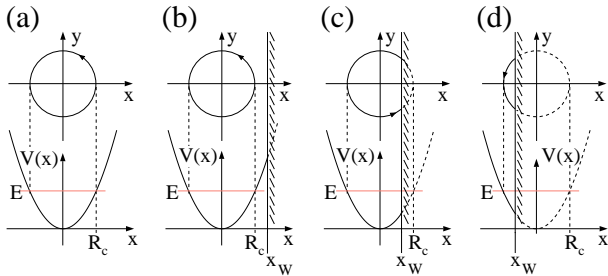 (a) (b) (c) (d)
y y y y
x x x x
V(x) V(x) V(x) V(x)
E E E E
R_c x R_c x R_c x R_c x
x_W x_W x_W